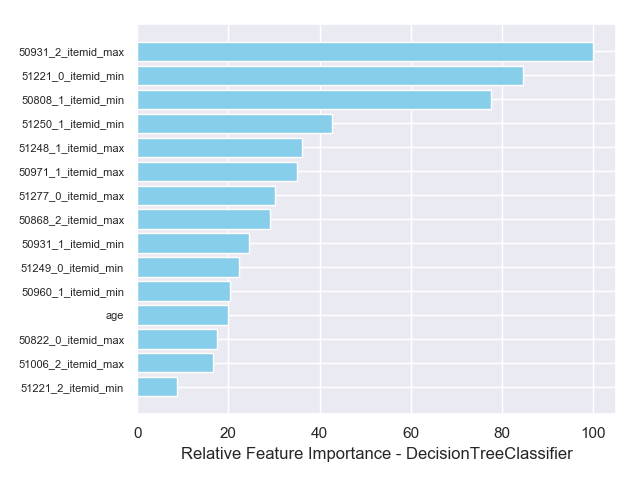 50931_2_itemid_max
51221_0_itemid_min
50808_1_itemid_min
51250_1_itemid_min
51248_1_itemid_max
50971_1_itemid_max
51277_0_itemid_max
50868_2_itemid_max
50931_1_itemid_min
51249_0_itemid_min
50960_1_itemid_min
age
50822_0_itemid_max
51006_2_itemid_max
51221_2_itemid_min
0 20 40 60 80 100
Relative Feature Importance - DecisionTreeClassifier